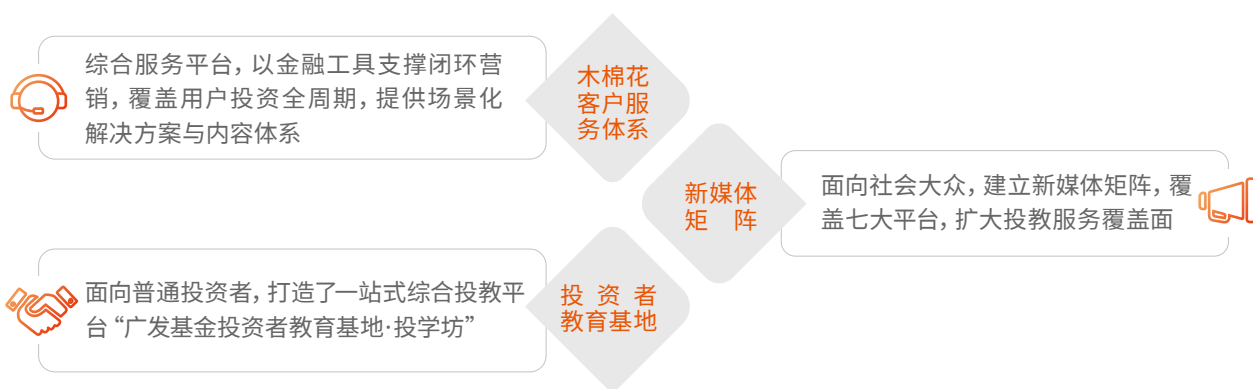 综合服务平台，以金融工具支撑闭环营
销，覆盖用户投资全周期，提供场景化
解决方案与内容体系
木棉花
客户服
务体系
新媒体
矩 阵
面向社会大众，建立新媒体矩阵，覆
盖七大平台，扩大投教服务覆盖面
面向普通投资者，打造了一站式综合投教平
台“广发基金投资者教育基地·投学坊”
投 资 者
教育基地